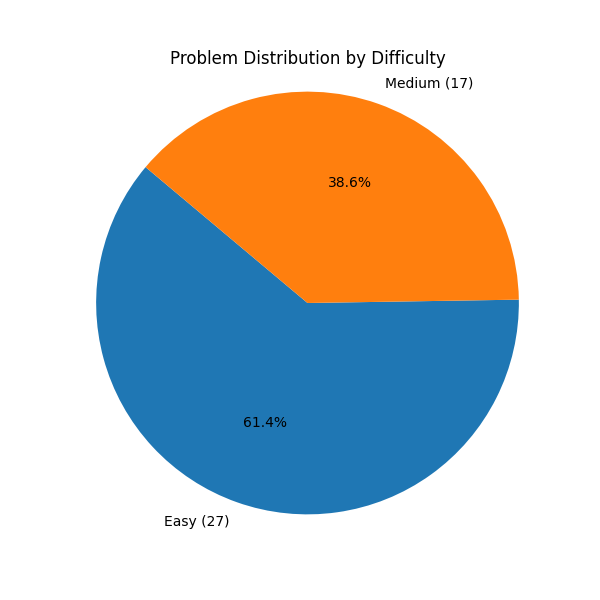 Problem Distribution by Difficulty
Medium (17)
38.6%
61.4%
Easy (27)